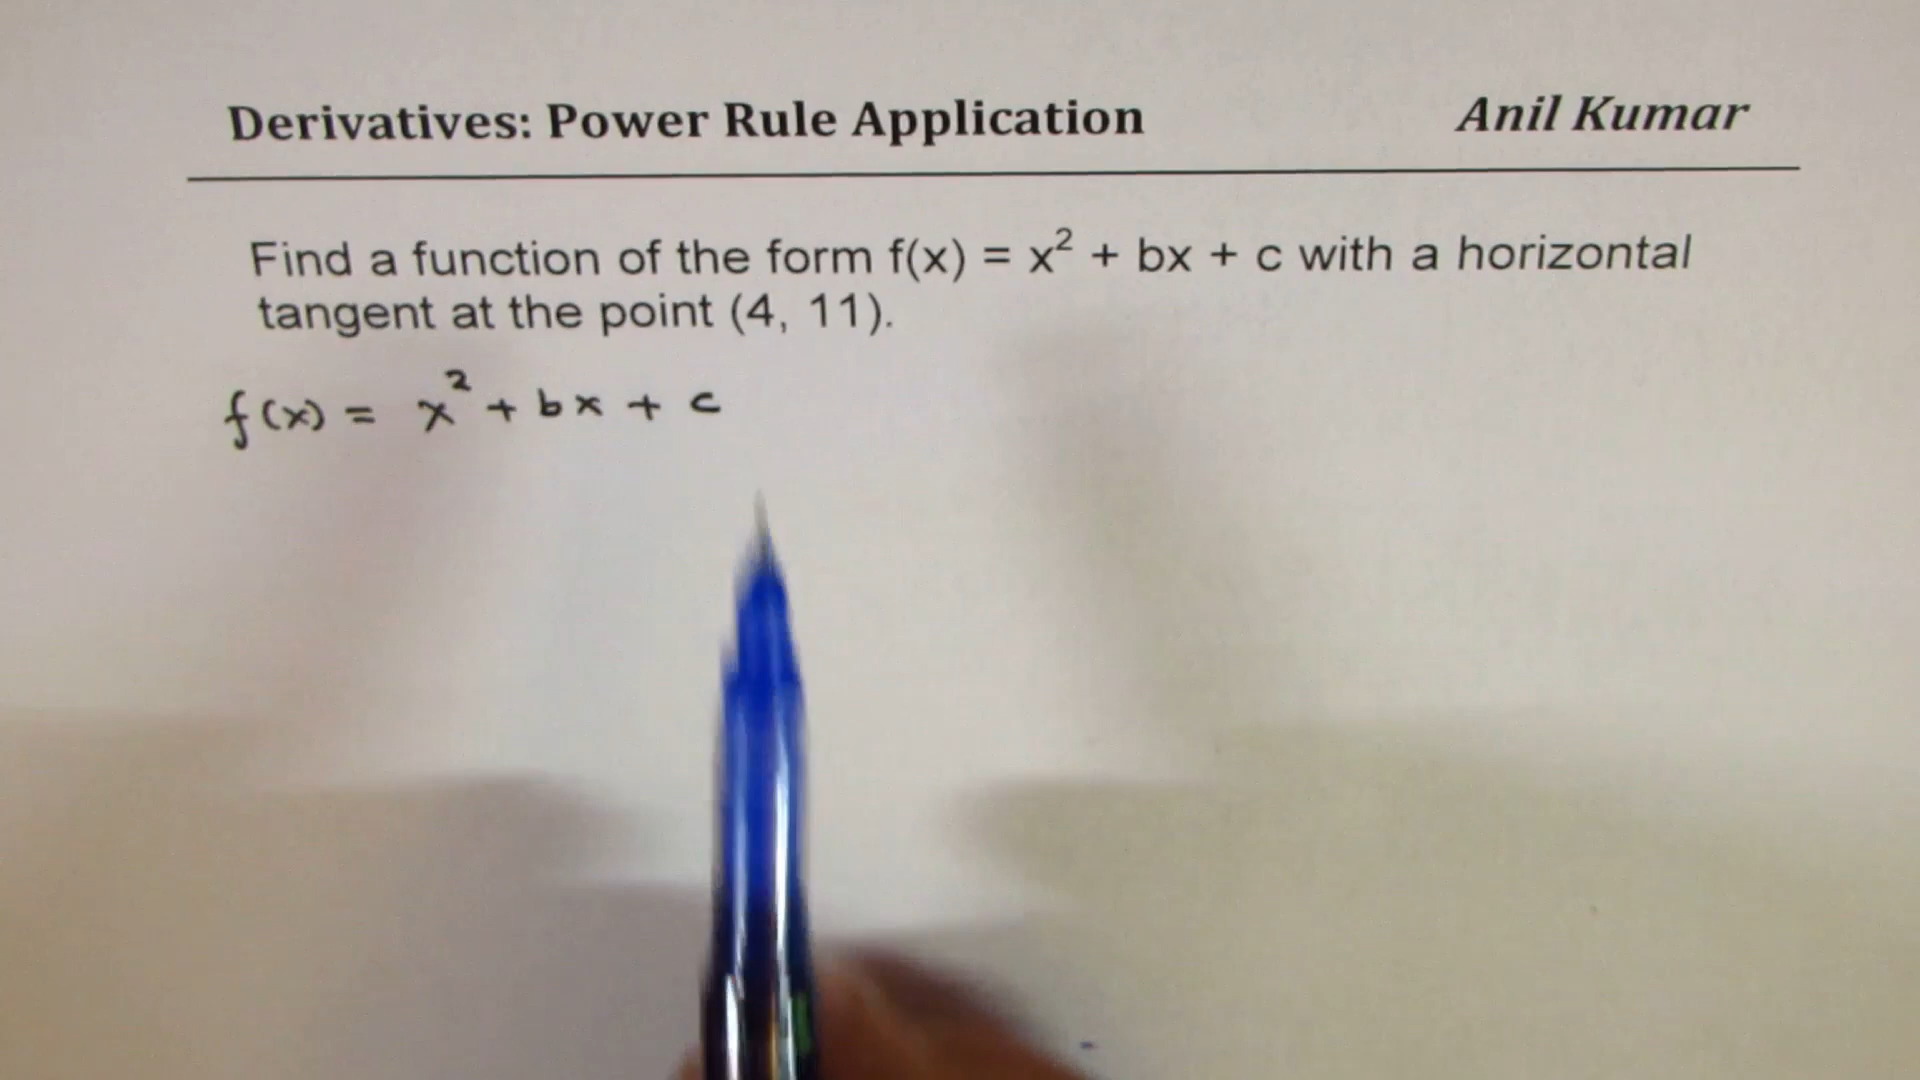 Derivatives: Power Rule Application Anil Kumar
Find a function of the form f(x) = x² + bx + c with a horizontal
tangent at the point (4, 11).
f(x) = x² + bx + c